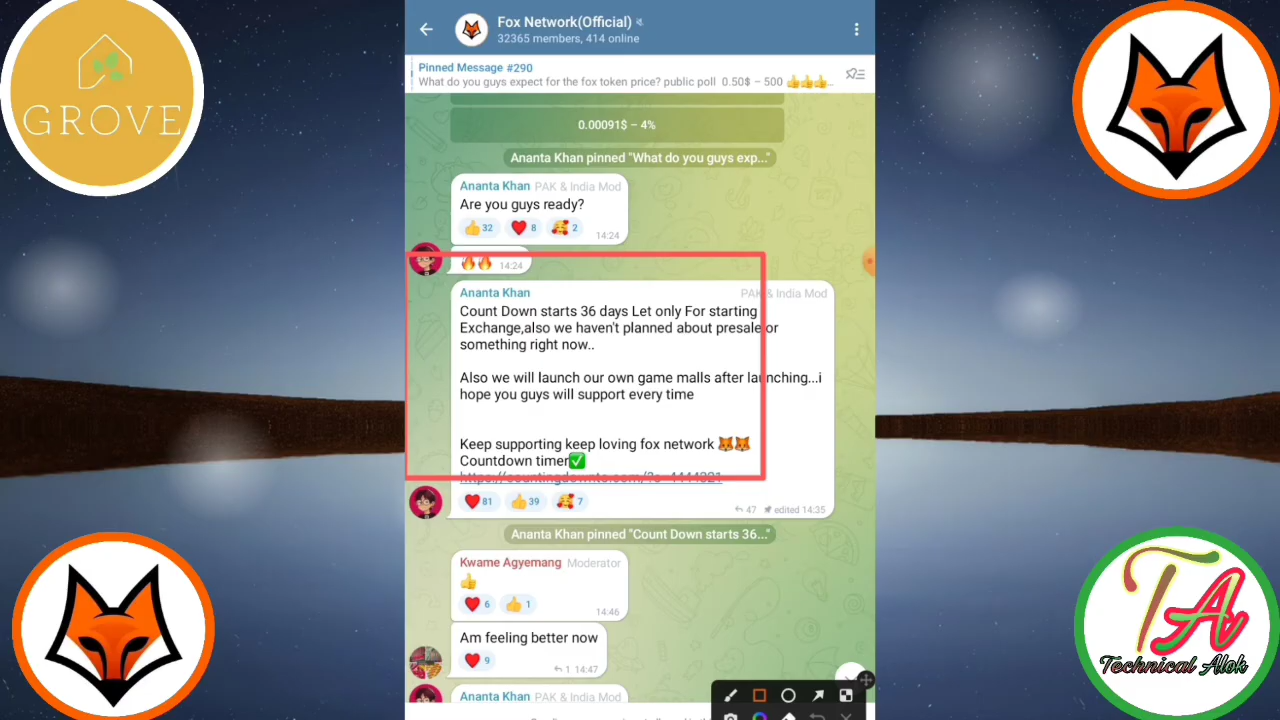 GROVE
Fox Network(Official)
32365 members, 414 online
Pinned Message #290
What do you guys expect for the fox token price? public poll 0.50$ – 500 👍👍👍...
0.00091$ – 4%
Ananta Khan pinned "What do you guys exp..."
Ananta Khan PAK & India Mod
Are you guys ready?
👍 32 ❤️ 8 🥰 2 14:24
🔥🔥 14:24
Ananta Khan PAK & India Mod
Count Down starts 36 days Let only For starting
Exchange,also we haven't planned about presale or
something right now..
Also we will launch our own game malls after launching...i
hope you guys will support every time
Keep supporting keep loving fox network 🦊🦊
Countdown timer✅
❤️ 81 👍 39 🥰 7 47 edited 14:35
Ananta Khan pinned "Count Down starts 36..."
Kwame Agyemang Moderator
👍
❤️ 6 👍 1 14:46
Am feeling better now
❤️ 9 1 14:47
Ananta Khan PAK & India Mod
TA
Technical Alok